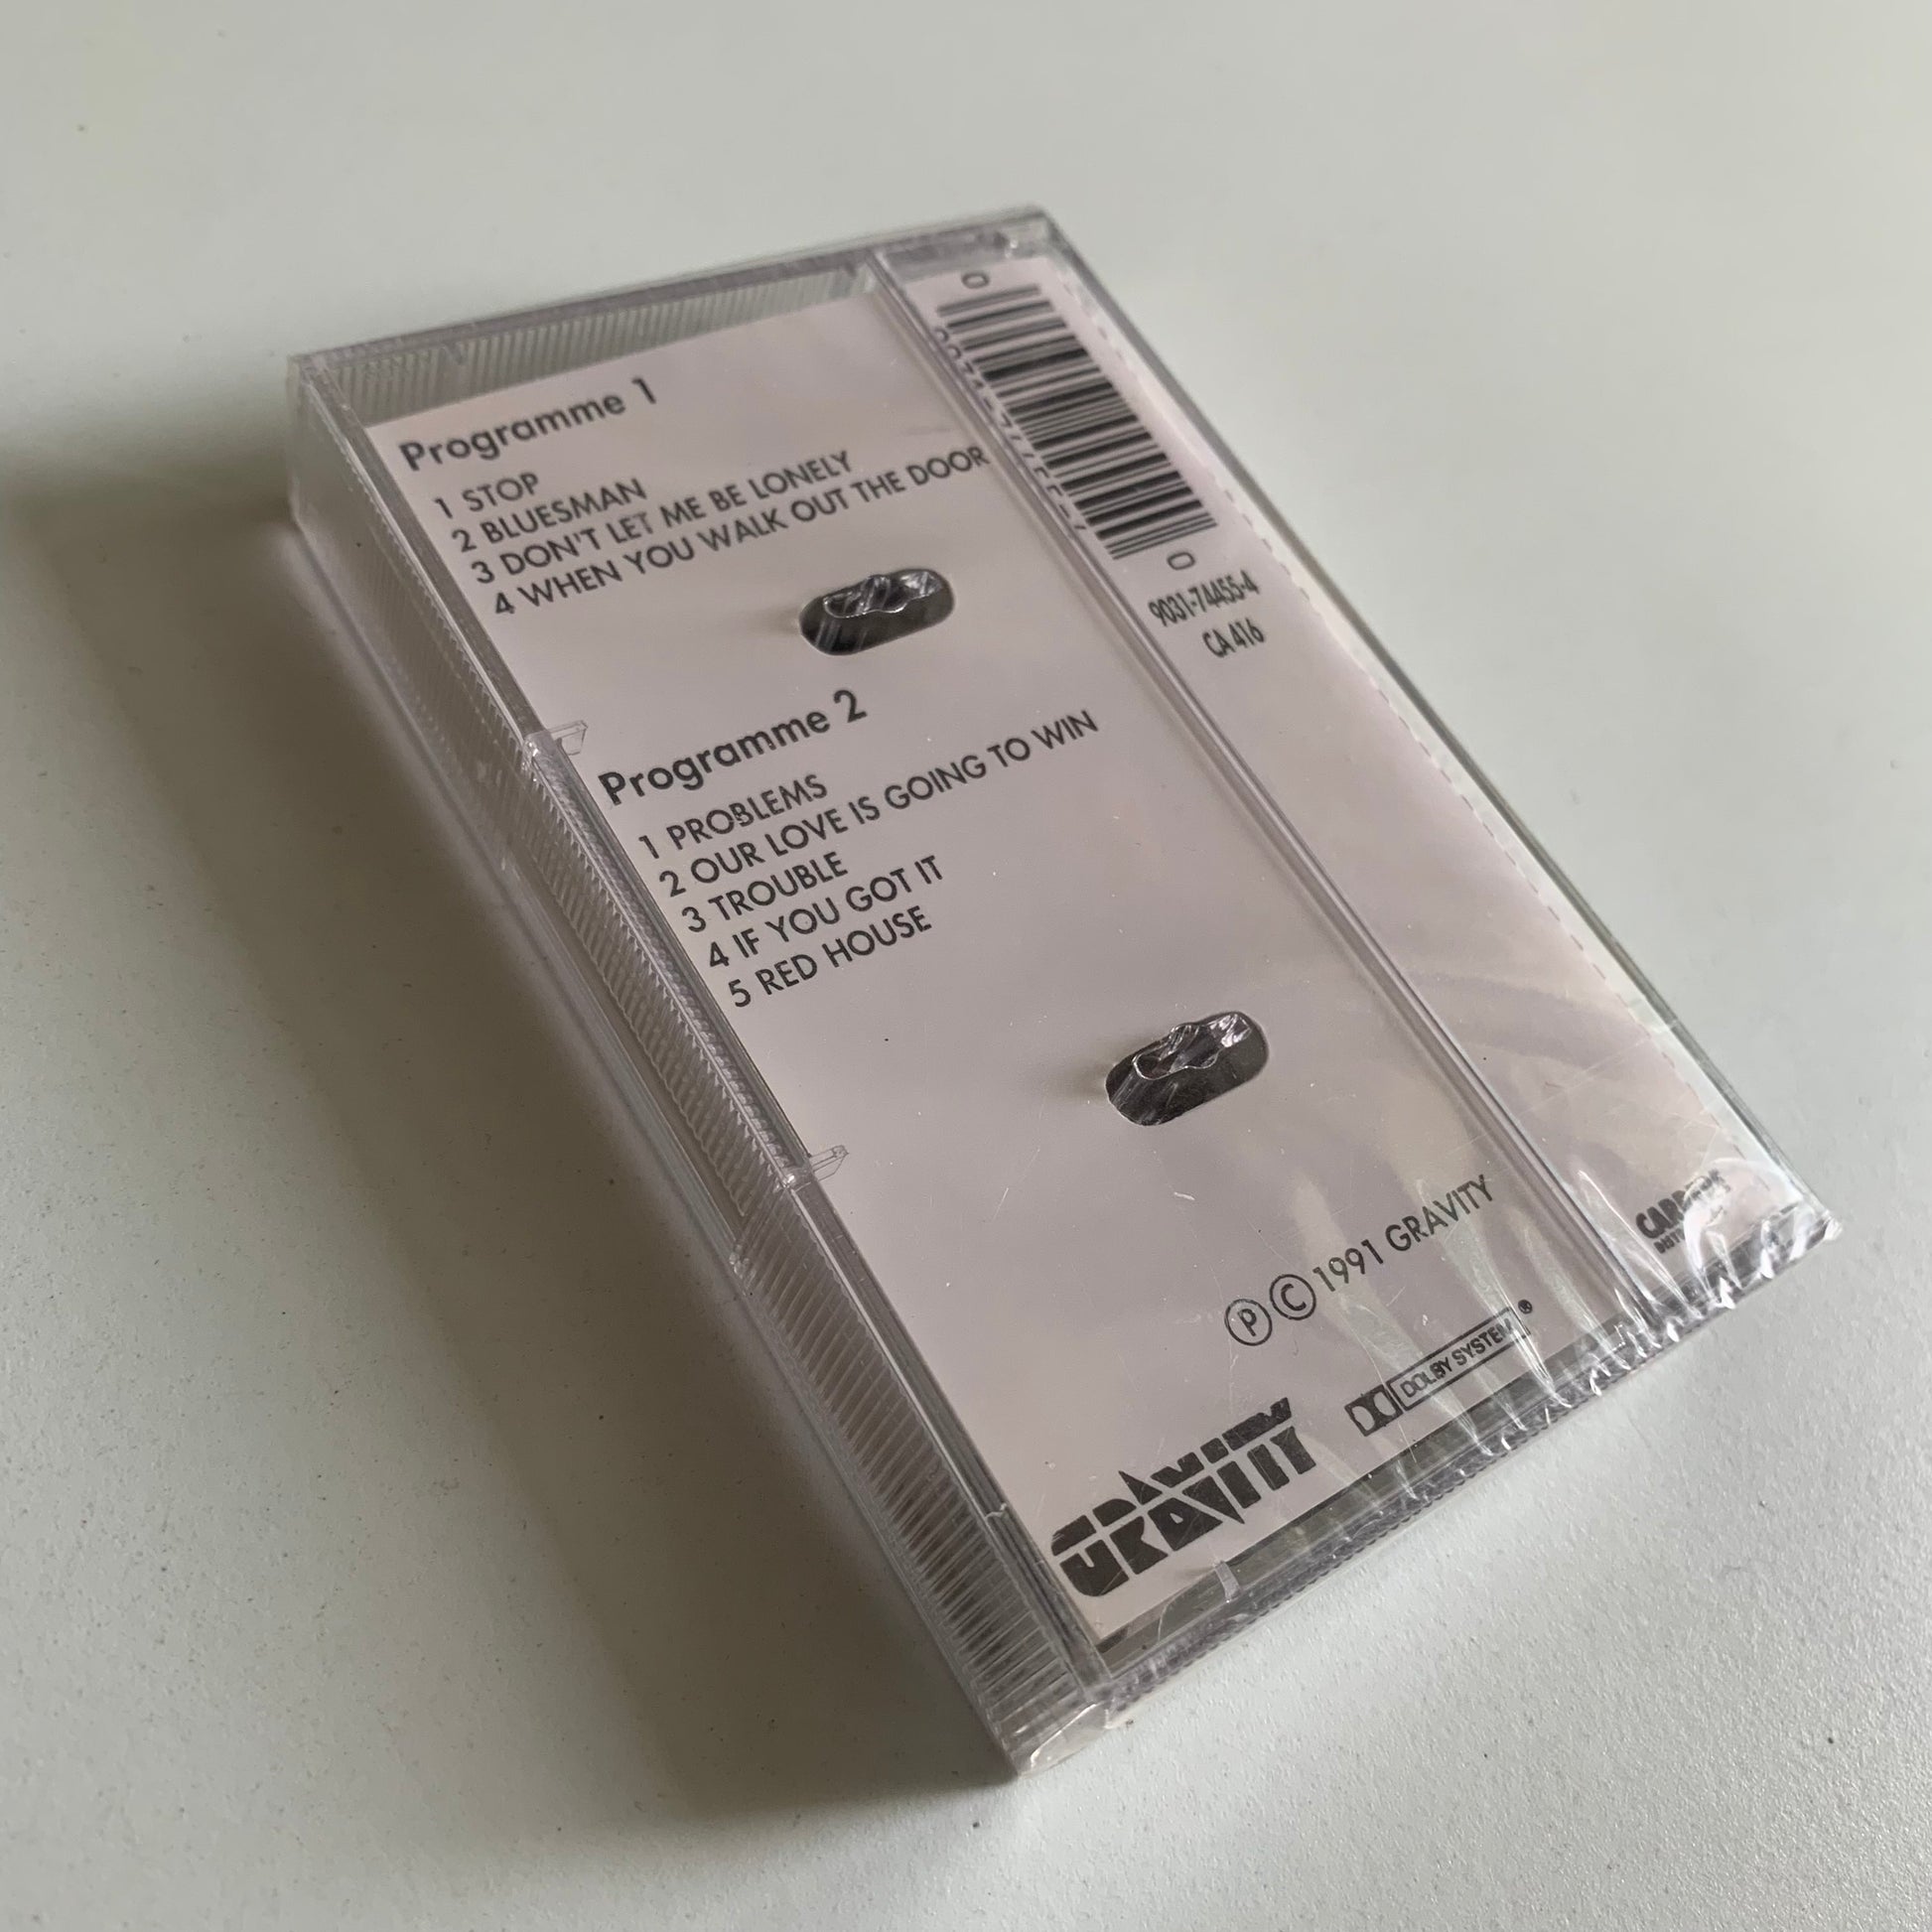 Programme 1
1 STOP
2 BLUESMAN
3 DON'T LET ME BE LONELY
4 WHEN YOU WALK OUT THE DOOR
Programme 2
1 PROBLEMS
2 OUR LOVE IS GOING TO WIN
3 TROUBLE
4 IF YOU GOT IT
5 RED HOUSE
Ⓟ © 1991 GRAVITY
DOLBY SYSTEM ®
GRAVITY
0
0
9031-74455-4
CA 416